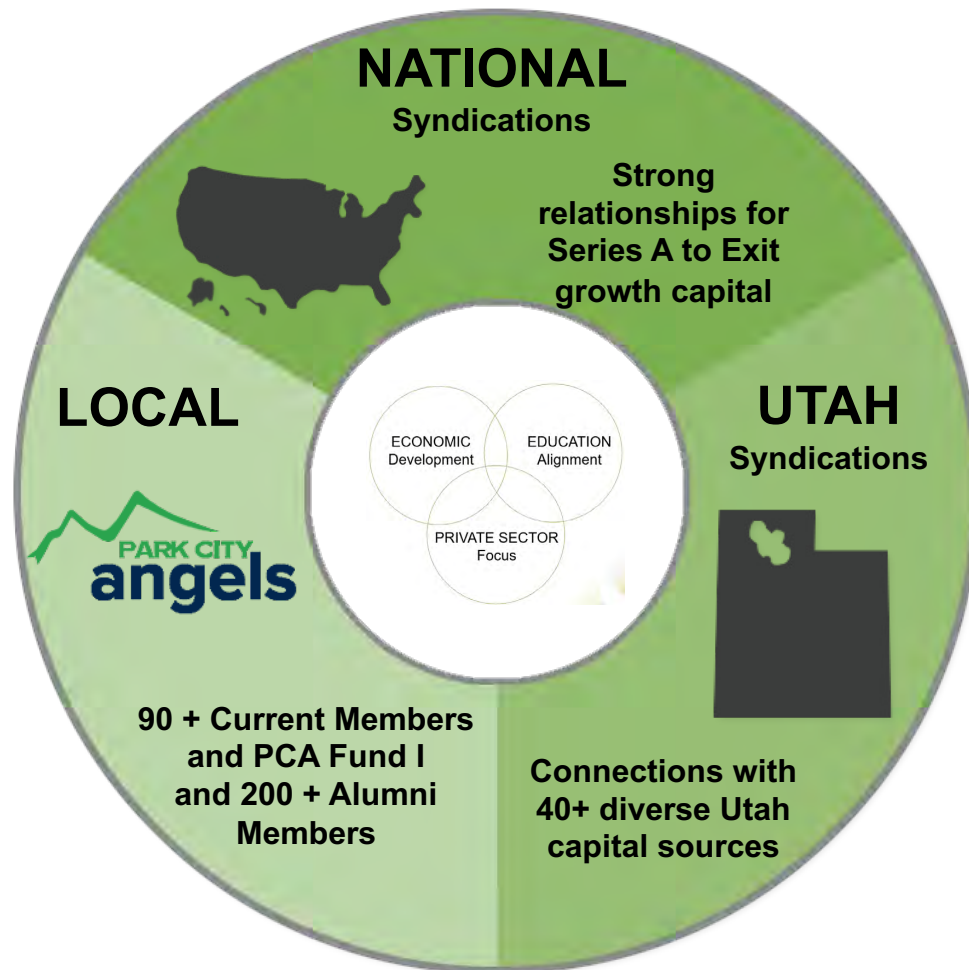 NATIONAL
Syndications
Strong
relationships for
Series A to Exit
growth capital
LOCAL
PARK CITY
angels
90 + Current Members
and PCA Fund I
and 200 + Alumni
Members
ECONOMIC
Development
EDUCATION
Alignment
PRIVATE SECTOR
Focus
UTAH
Syndications
Connections with
40+ diverse Utah
capital sources